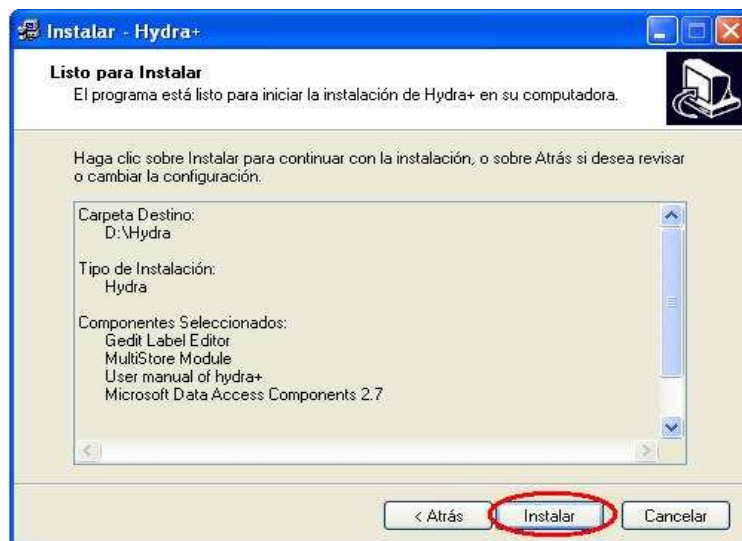 Instalar - Hydra+
Listo para Instalar
El programa está listo para iniciar la instalación de Hydra+ en su computadora.
Haga clic sobre Instalar para continuar con la instalación, o sobre Atrás si desea revisar
o cambiar la configuración.
Carpeta Destino:
D:\Hydra
Tipo de Instalación:
Hydra
Componentes Seleccionados:
Gedit Label Editor
MultiStore Module
User manual of hydra+
Microsoft Data Access Components 2.7
< Atrás Instalar Cancelar